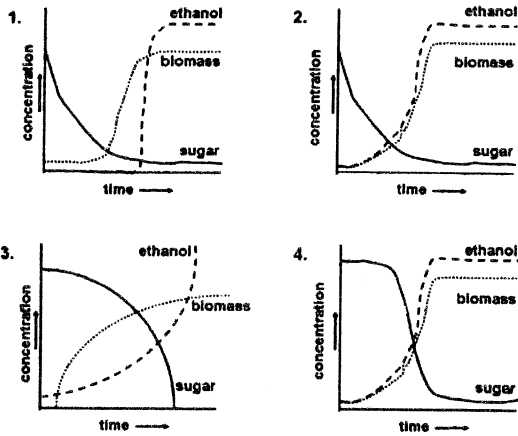 1.
ethanol
biomass
sugar
concentration
time
2.
ethanol
biomass
sugar
concentration
time
3.
ethanol
biomass
sugar
concentration
time
4.
ethanol
biomass
sugar
concentration
time